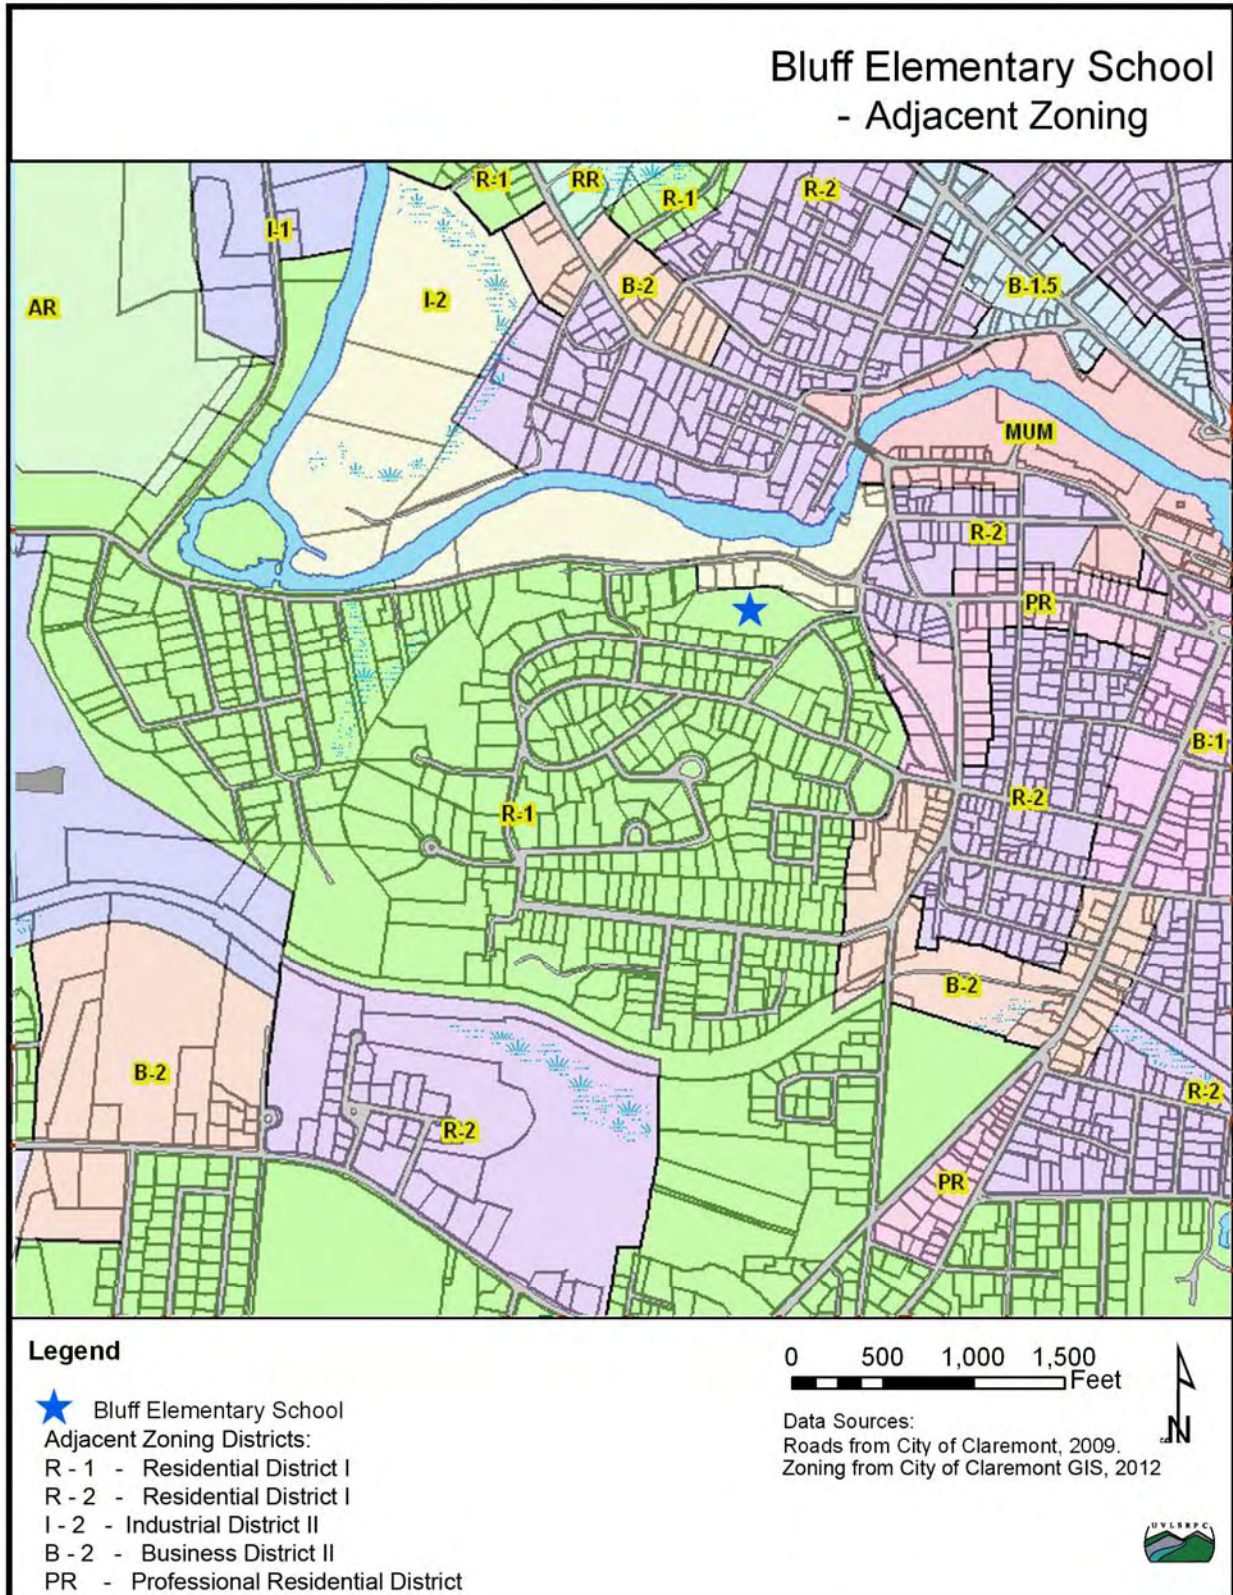 Bluff Elementary School
- Adjacent Zoning
R-1
RR
R-1
R-2
I-1
B-1.5
AR
I-2
B-2
MUM
R-2
PR
B-1
R-1
R-2
B-2
B-2
R-2
R-2
PR
Legend
Bluff Elementary School
Adjacent Zoning Districts:
R - 1 - Residential District I
R - 2 - Residential District I
I - 2 - Industrial District II
B - 2 - Business District II
PR - Professional Residential District
0 500 1,000 1,500
Feet
N
Data Sources:
Roads from City of Claremont, 2009.
Zoning from City of Claremont GIS, 2012
UVLSRPC